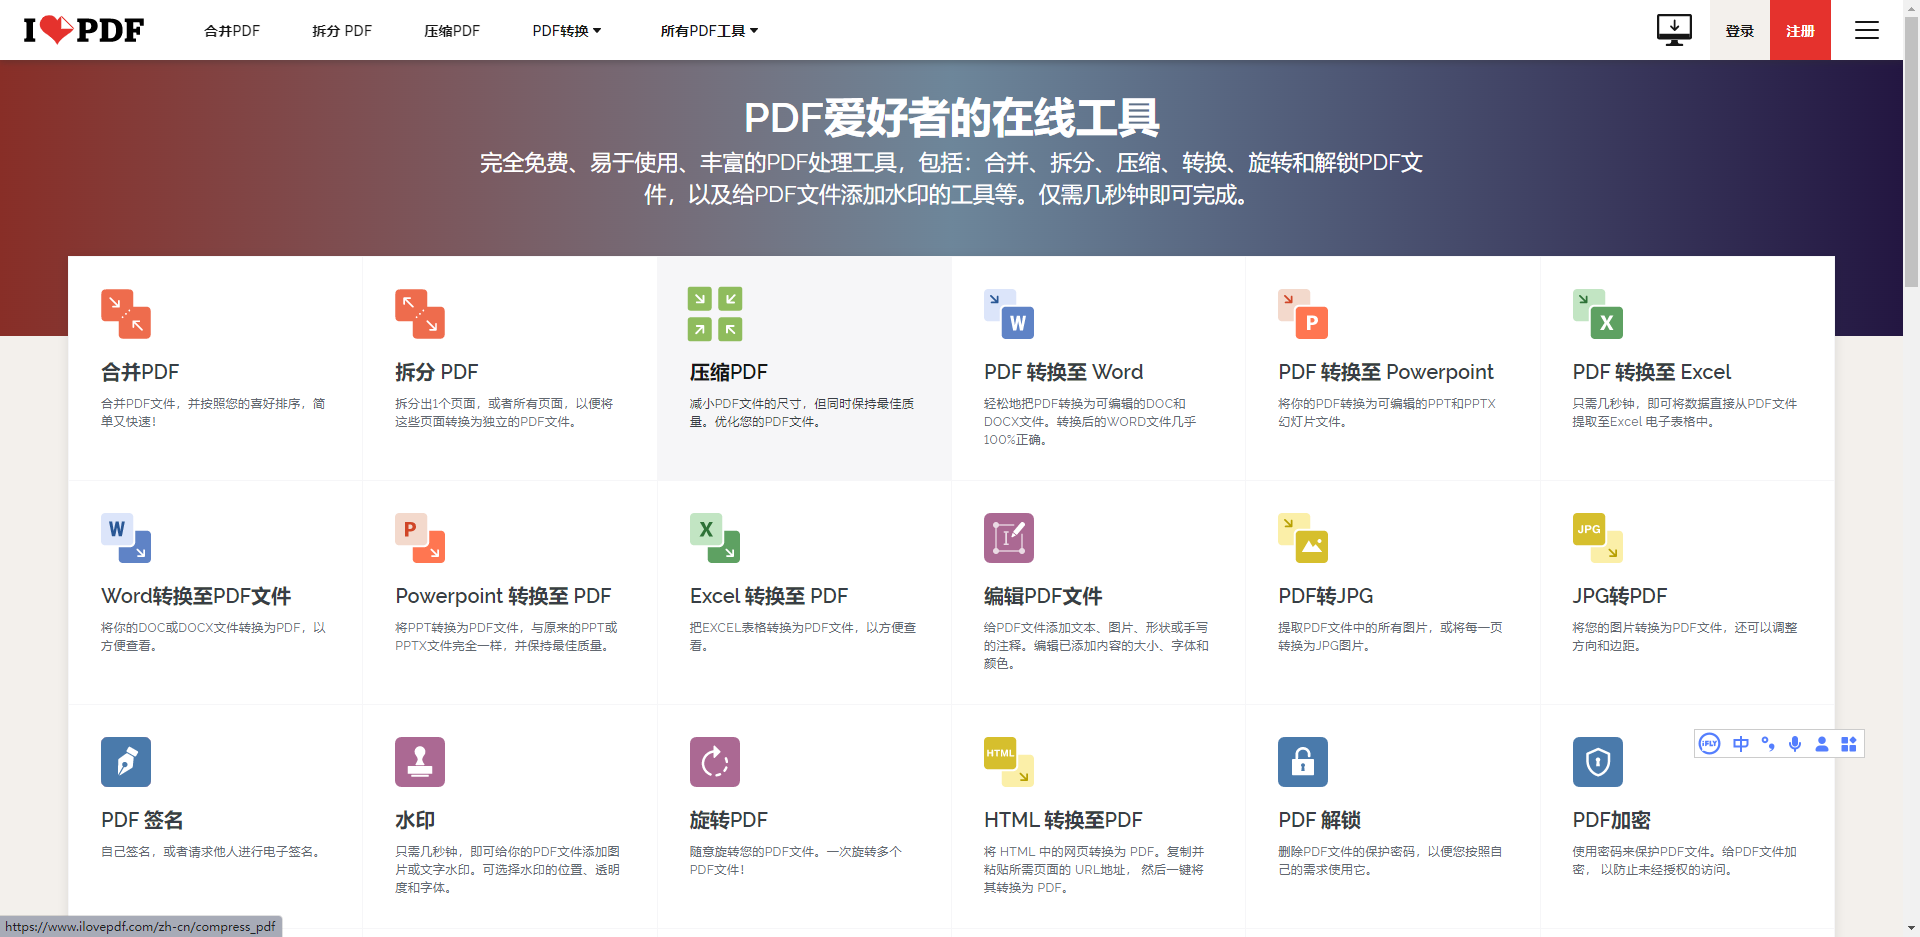 I PDF
合并PDF
拆分 PDF
压缩PDF
PDF转换
所有PDF工具
登录
注册
PDF爱好者的在线工具
完全免费、易于使用、丰富的PDF处理工具，包括：合并、拆分、压缩、转换、旋转和解锁PDF文
件，以及给PDF文件添加水印的工具等。仅需几秒钟即可完成。
合并PDF
合并PDF文件，并按照您的喜好排序，简
单又快速！
拆分 PDF
拆分出1个页面，或者所有页面，以便将
这些页面转换为独立的PDF文件。
压缩PDF
减小PDF文件的尺寸，但同时保持最佳质
量。优化您的PDF文件。
W
PDF 转换至 Word
轻松地把PDF转换为可编辑的DOC和
DOCX文件。转换后的WORD文件几乎
100%正确。
P
PDF 转换至 Powerpoint
将你的PDF转换为可编辑的PPT和PPTX
幻灯片文件。
X
PDF 转换至 Excel
只需几秒钟，即可将数据直接从PDF文件
提取至Excel 电子表格中。
W
Word转换至PDF文件
将你的DOC或DOCX文件转换为PDF，以
方便查看。
P
Powerpoint 转换至 PDF
将PPT转换为PDF文件，与原来的PPT或
PPTX文件完全一样，并保持最佳质量。
X
Excel 转换至 PDF
把EXCEL表格转换为PDF文件，以方便查
看。
编辑PDF文件
给PDF文件添加文本、图片、形状或手写
的注释。编辑已添加内容的大小、字体和
颜色。
PDF转JPG
提取PDF文件中的所有图片，或将每一页
转换为JPG图片。
JPG
JPG转PDF
将您的图片转换为PDF文件，还可以调整
方向和边距。
PDF 签名
自己签名，或者请求他人进行电子签名。
水印
只需几秒钟，即可给你的PDF文件添加图
片或文字水印。可选择水印的位置、透明
度和字体。
旋转PDF
随意旋转您的PDF文件。一次旋转多个
PDF文件！
HTML
HTML 转换至PDF
将 HTML 中的网页转换为 PDF。复制并
粘贴所需页面的 URL地址， 然后一键将
其转换为 PDF。
PDF 解锁
删除PDF文件的保护密码，以便您按照自
己的需求使用它。
PDF加密
使用密码来保护PDF文件。给PDF文件加
密， 以防止未经授权的访问。
iFLY 中
https://www.ilovepdf.com/zh-cn/compress_pdf